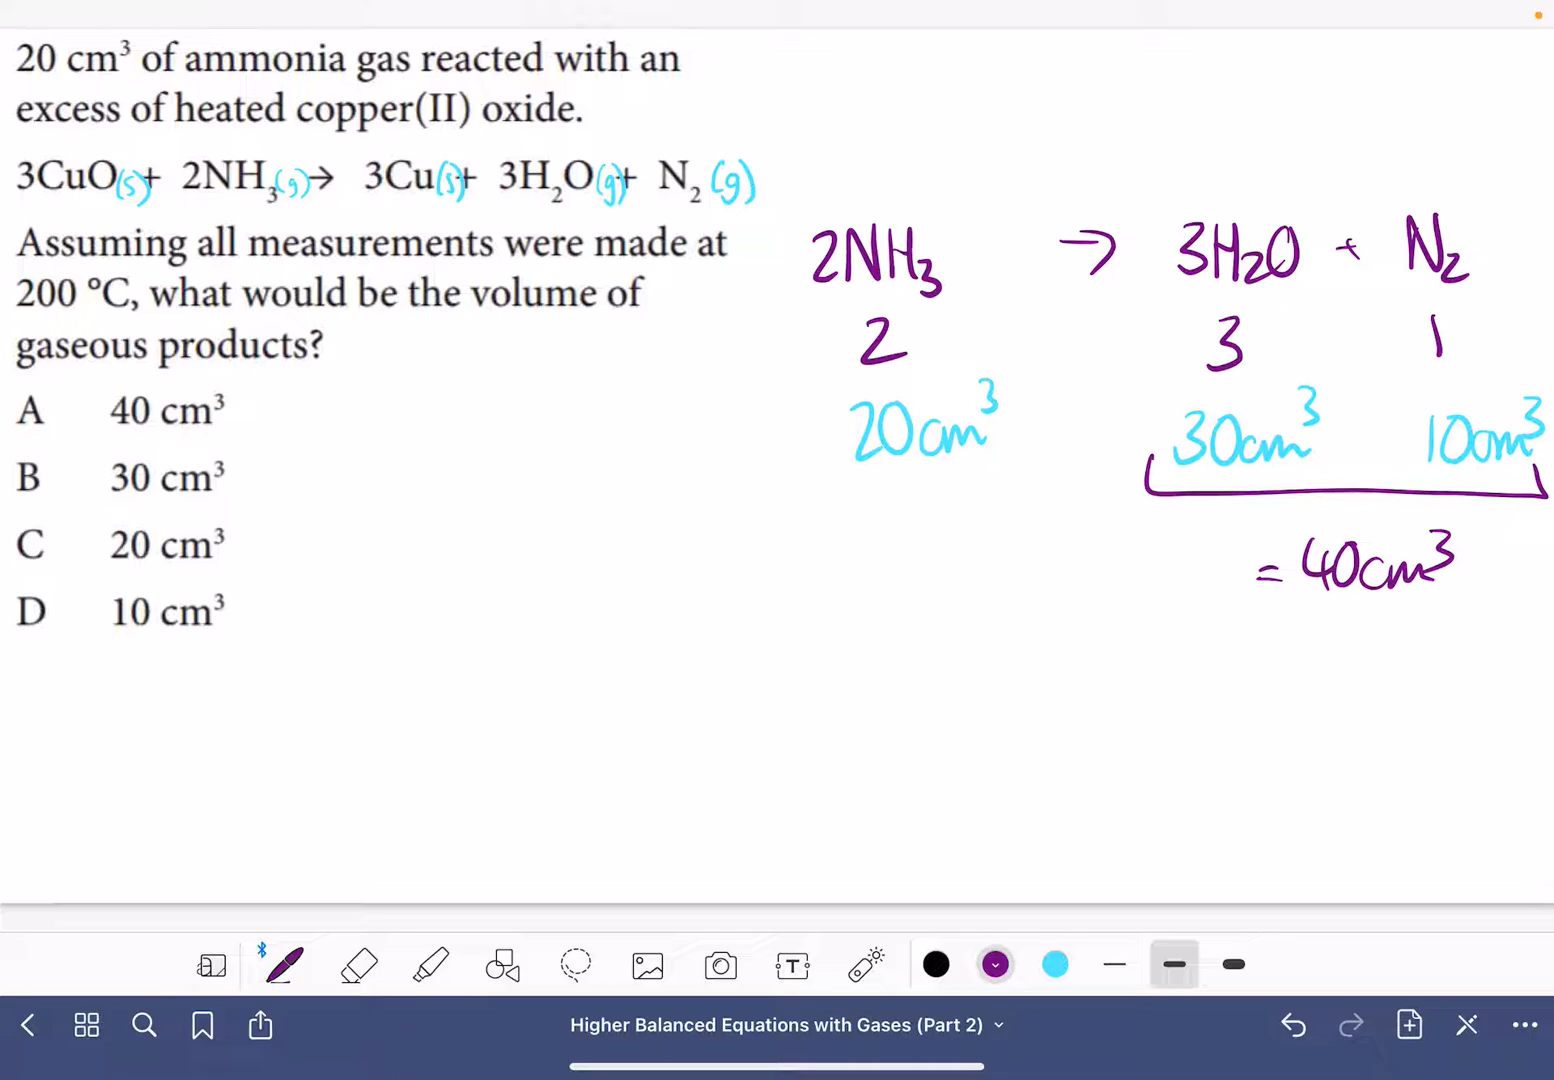 20 cm³ of ammonia gas reacted with an
excess of heated copper(II) oxide.
3CuO(s)+ 2NH₃(g)→ 3Cu(s)+ 3H₂O(g)+ N₂(g)
Assuming all measurements were made at
200 °C, what would be the volume of
gaseous products?
A 40 cm³
B 30 cm³
C 20 cm³
D 10 cm³
2NH₃ → 3H₂O + N₂
2 3 1
20cm³ 30cm³ 10cm³
= 40cm³
T
Higher Balanced Equations with Gases (Part 2)